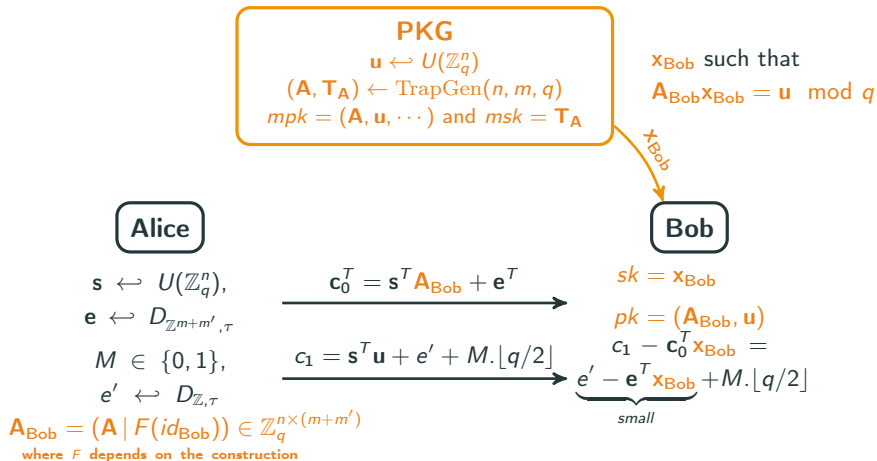 PKG
𝐮 ↩ U(ℤ_q^n)
(𝐀, 𝐓_𝐀) ← TrapGen(n, m, q)
mpk = (𝐀, 𝐮, ⋯) and msk = 𝐓_𝐀
𝐱_Bob such that
𝐀_Bob 𝐱_Bob = 𝐮 mod q
𝐱_Bob
Alice
Bob
𝐬 ↩ U(ℤ_q^n),
𝐞 ↩ D_{ℤ^{m+m′},τ}
M ∈ {0, 1},
e′ ↩ D_{ℤ,τ}
𝐀_Bob = (𝐀 | F(id_Bob)) ∈ ℤ_q^{n×(m+m′)}
where F depends on the construction
𝐜_0^T = 𝐬^T 𝐀_Bob + 𝐞^T
c_1 = 𝐬^T 𝐮 + e′ + M.⌊q/2⌋
sk = 𝐱_Bob
pk = (𝐀_Bob, 𝐮)
c_1 − 𝐜_0^T 𝐱_Bob =
e′ − 𝐞^T 𝐱_Bob +M.⌊q/2⌋
small